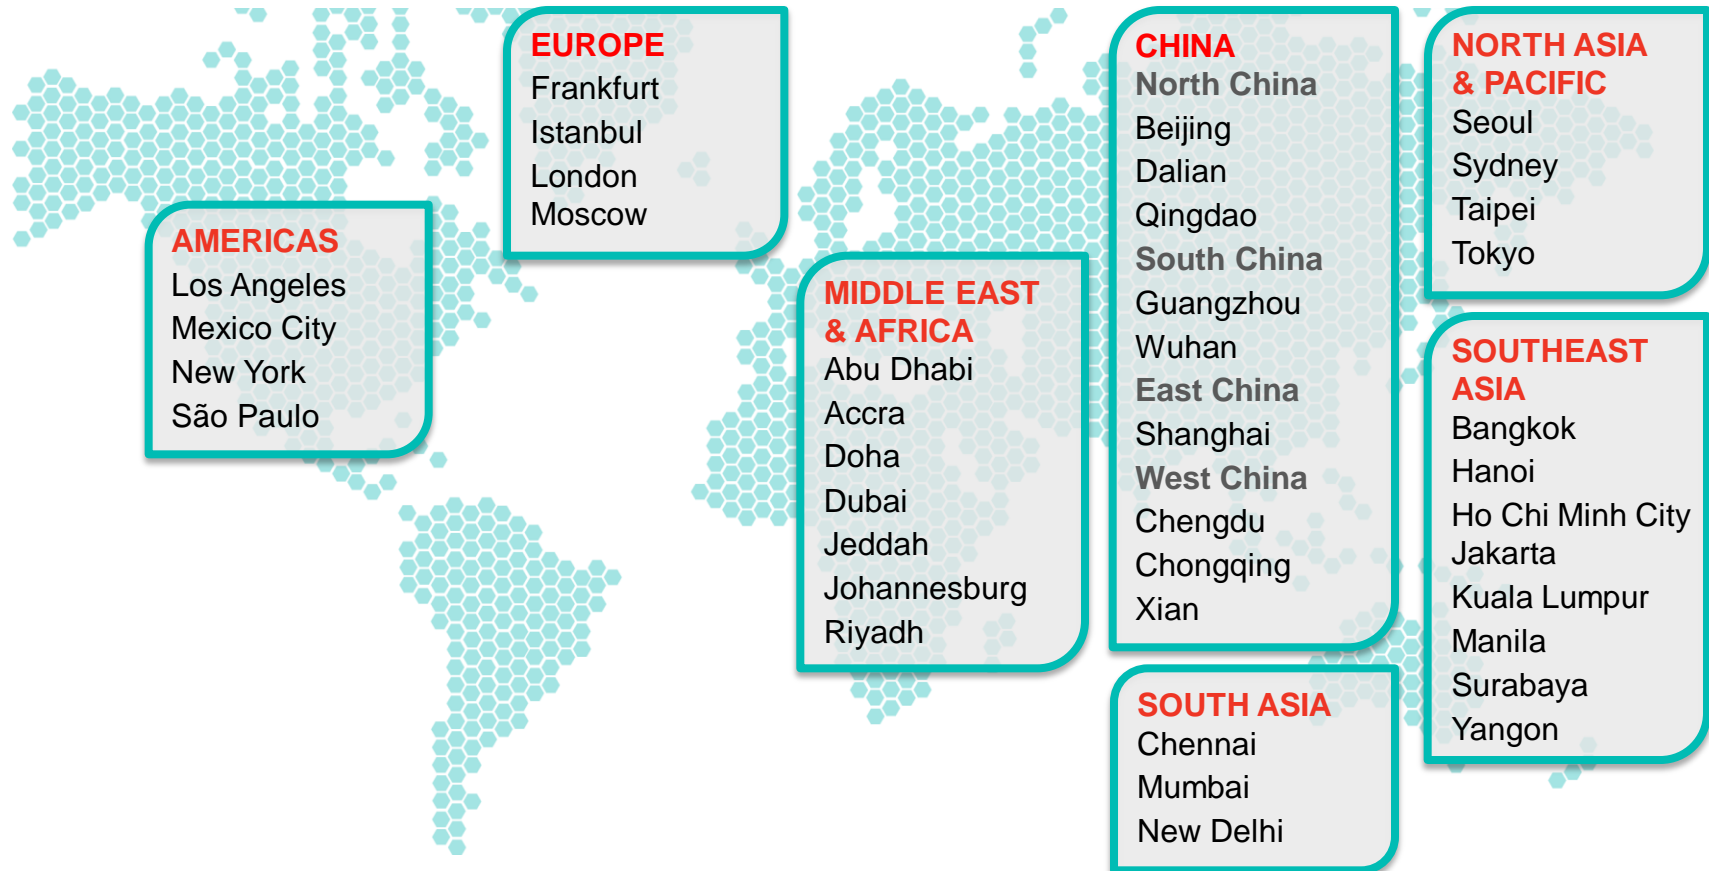 EUROPE
Frankfurt
Istanbul
London
Moscow
AMERICAS
Los Angeles
Mexico City
New York
São Paulo
MIDDLE EAST
& AFRICA
Abu Dhabi
Accra
Doha
Dubai
Jeddah
Johannesburg
Riyadh
CHINA
North China
Beijing
Dalian
Qingdao
South China
Guangzhou
Wuhan
East China
Shanghai
West China
Chengdu
Chongqing
Xian
SOUTH ASIA
Chennai
Mumbai
New Delhi
NORTH ASIA
& PACIFIC
Seoul
Sydney
Taipei
Tokyo
SOUTHEAST
ASIA
Bangkok
Hanoi
Ho Chi Minh City
Jakarta
Kuala Lumpur
Manila
Surabaya
Yangon